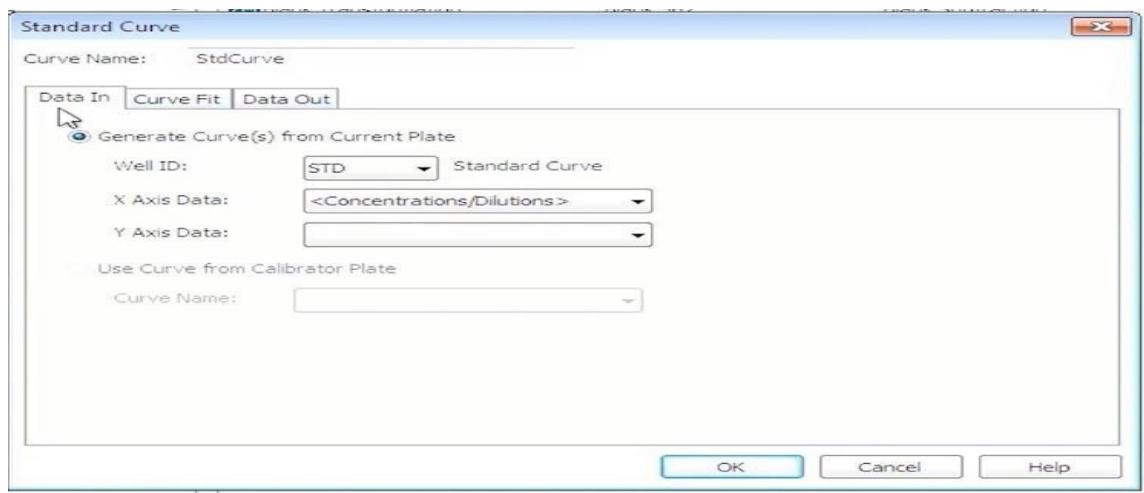 Standard Curve
Curve Name: StdCurve
Data In Curve Fit Data Out
Generate Curve(s) from Current Plate
Well ID: STD Standard Curve
X Axis Data: <Concentrations/Dilutions>
Y Axis Data:
Use Curve from Calibrator Plate
Curve Name:
OK Cancel Help